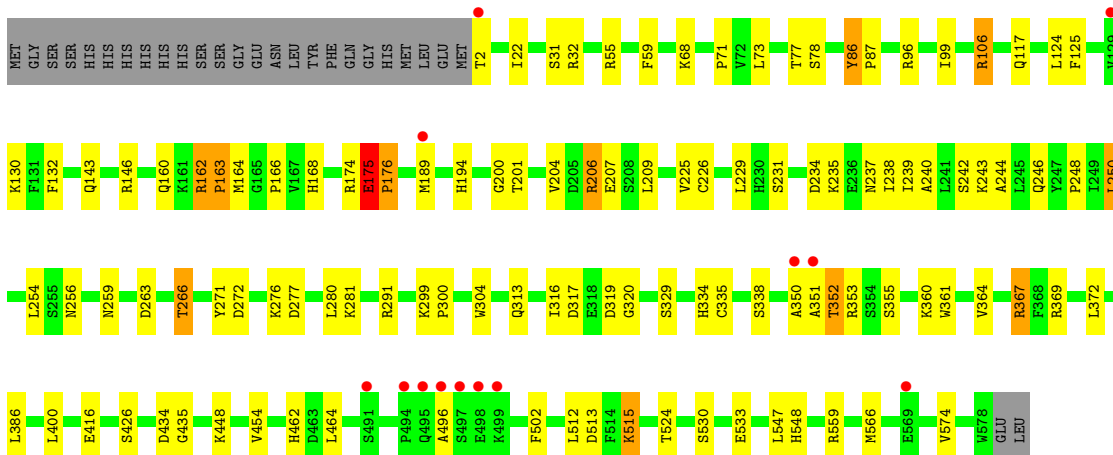 MET GLY SER SER HIS HIS HIS HIS HIS HIS SER SER GLY GLU ASN LEU TYR PHE GLN GLY HIS MET LEU GLU MET T2 I22 S31 R32 R55 F59 K68 P71 V72 L73 T77 S78 Y86 P87 R96 I99 R106 Q117 L124 F125 V129
K130 F131 F132 Q143 R146 Q160 K161 R162 P163 M164 G165 P166 V167 H168 R174 E175 P176 M189 H194 G200 T201 V204 D205 R206 E207 S208 L209 V225 C226 L229 H230 S231 D234 K235 E236 N237 I238 I239 A240 L241 S242 K243 A244 L245 Q246 Y247 P248 I249 L250
L254 S255 N256 N259 D263 T266 Y271 D272 K276 D277 L280 K281 R291 K299 P300 W304 Q313 I316 D317 E318 D319 G320 S329 H334 C335 S338 A350 A351 T352 R353 S354 S355 K360 W361 V364 R367 F368 R369 L372
L386 L400 E416 S426 D434 G435 K448 V454 H462 D463 L464 S491 P494 Q495 A496 S497 E498 K499 F502 L512 D513 F514 K515 T524 S530 E533 L547 H548 R559 M566 E569 V574 W578 GLU LEU